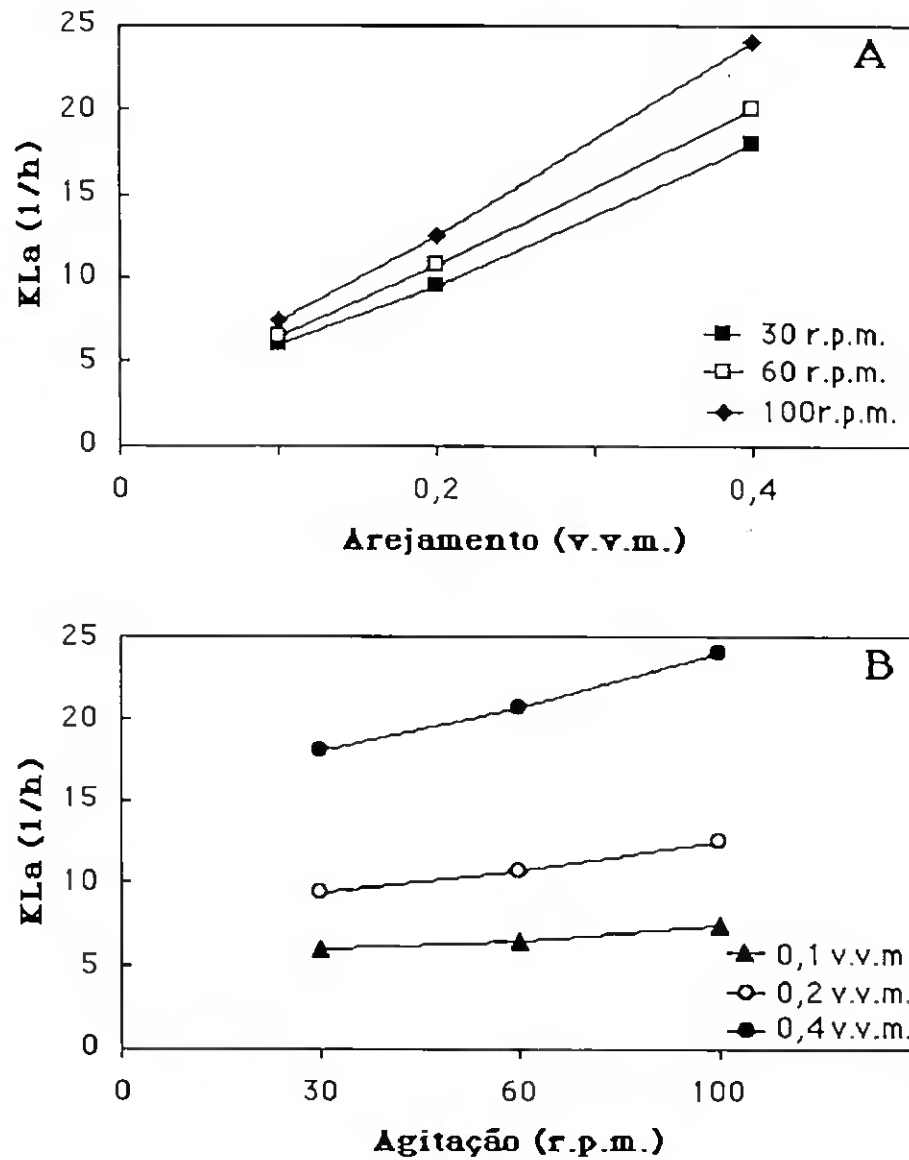 A
25
20
15
10
5
0
KLa (1/h)
30 r.p.m.
60 r.p.m.
100r.p.m.
0
0,2
0,4
Arejamento (v.v.m.)
B
25
20
15
10
5
0
KLa (1/h)
0,1 v.v.m
0,2 v.v.m.
0,4 v.v.m.
0
30
60
100
Agitação (r.p.m.)